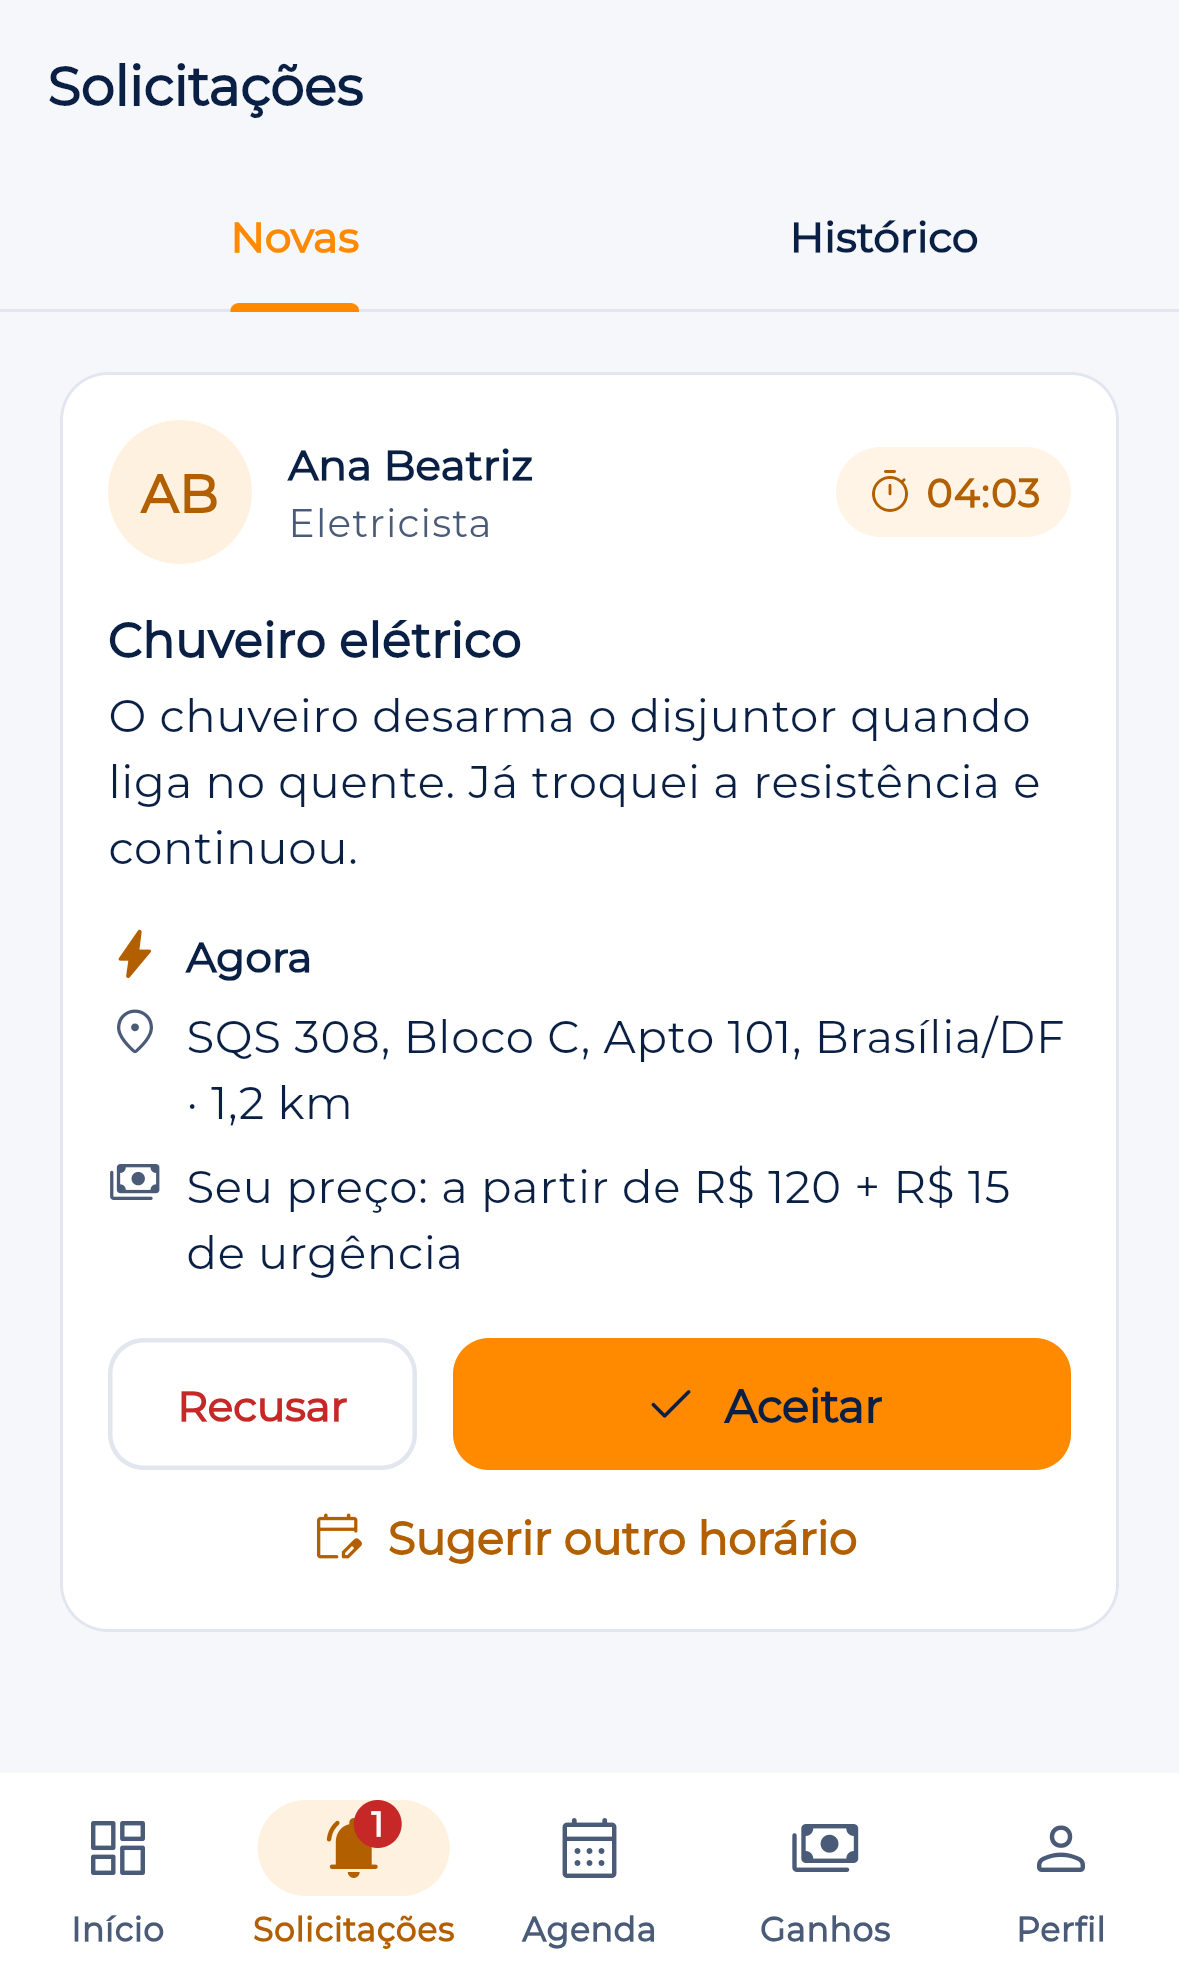 Solicitações
Novas
Histórico
AB
Ana Beatriz
Eletricista
04:03
Chuveiro elétrico
O chuveiro desarma o disjuntor quando
liga no quente. Já troquei a resistência e
continuou.
Agora
SQS 308, Bloco C, Apto 101, Brasília/DF
· 1,2 km
Seu preço: a partir de R$ 120 + R$ 15
de urgência
Recusar
Aceitar
Sugerir outro horário
1
Início
Solicitações
Agenda
Ganhos
Perfil